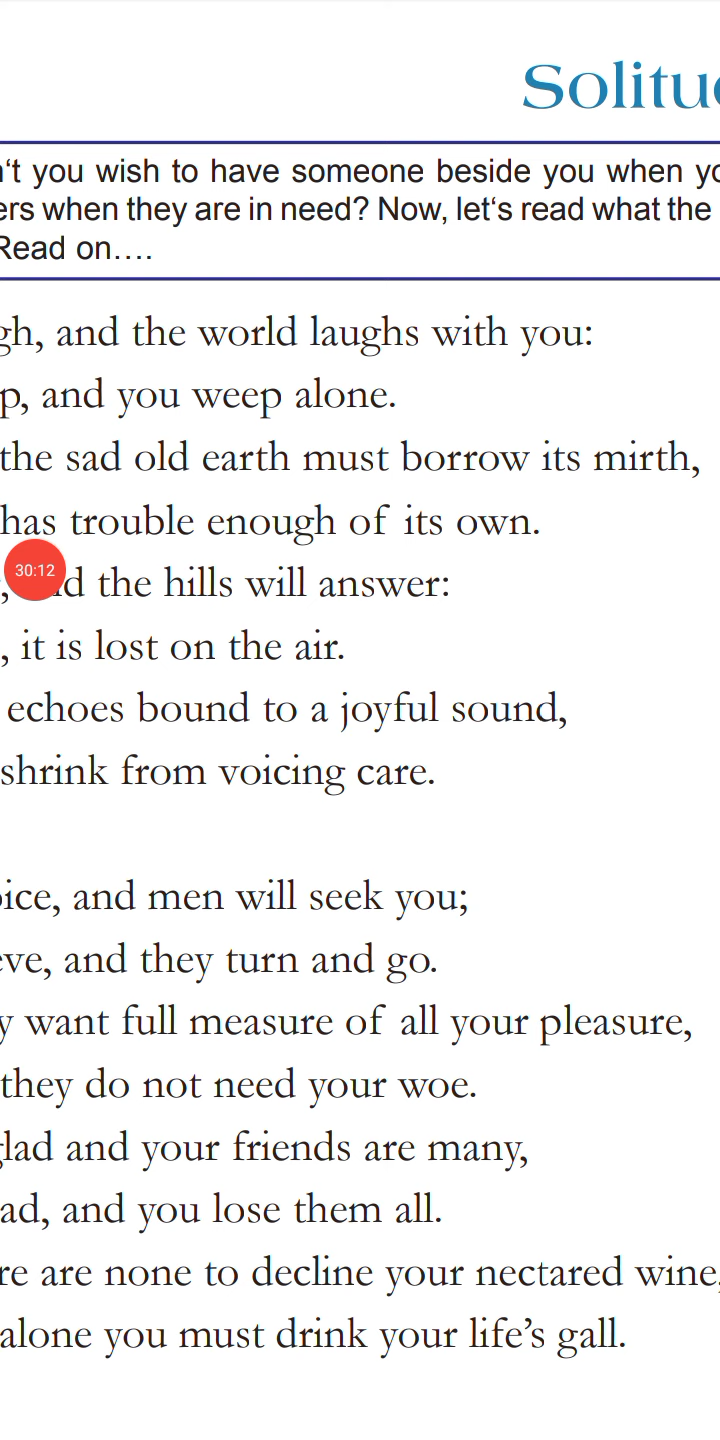 Solitu
n't you wish to have someone beside you when yo
ers when they are in need? Now, let's read what the
Read on....
gh, and the world laughs with you:
p, and you weep alone.
the sad old earth must borrow its mirth,
has trouble enough of its own.
30:12
, d the hills will answer:
, it is lost on the air.
echoes bound to a joyful sound,
shrink from voicing care.
oice, and men will seek you;
eve, and they turn and go.
y want full measure of all your pleasure,
they do not need your woe.
glad and your friends are many,
ad, and you lose them all.
re are none to decline your nectared wine,
alone you must drink your life's gall.